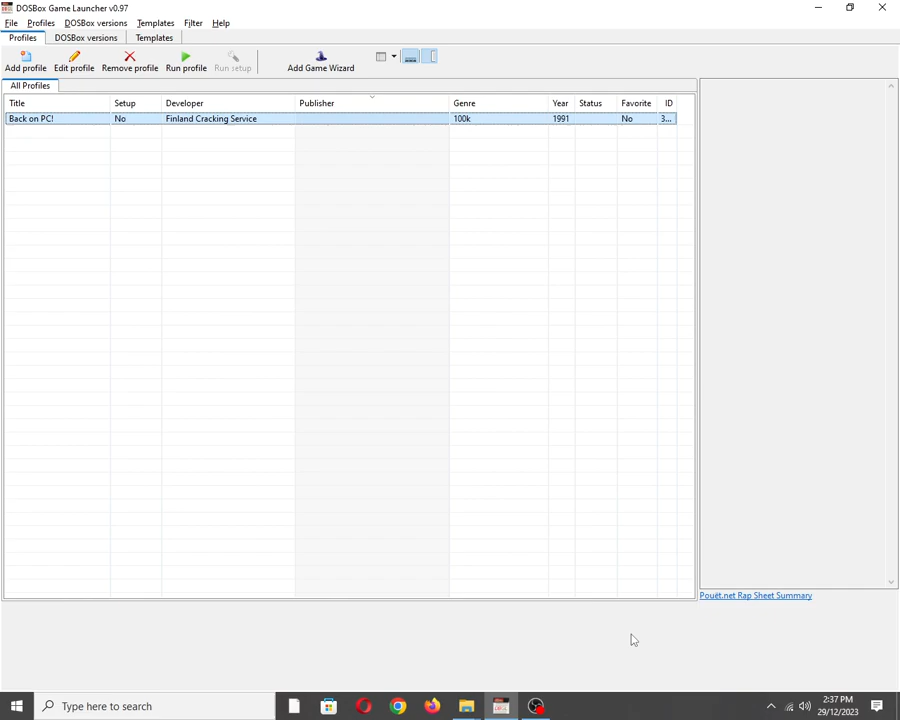 DOSBox Game Launcher v0.97
File Profiles DOSBox versions Templates Filter Help
Profiles DOSBox versions Templates
Add profile Edit profile Remove profile Run profile Run setup Add Game Wizard
All Profiles
Title Setup Developer Publisher Genre Year Status Favorite ID
Back on PC! No Finland Cracking Service 100k 1991 No 3...
Pouët.net Rap Sheet Summary
Type here to search
2:37 PM
29/12/2023